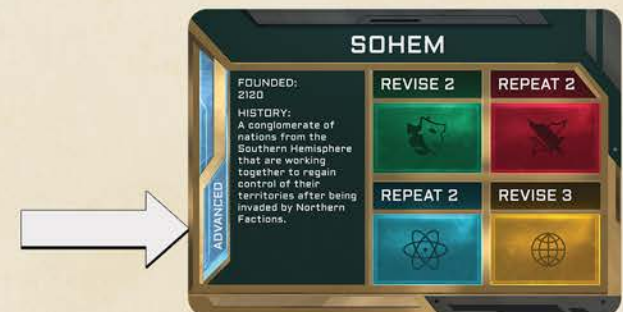 SOHEM
FOUNDED:
2120
HISTORY:
A conglomerate of
nations from the
Southern Hemisphere
that are working
together to regain
control of their
territories after being
invaded by Northern
Factions.
ADVANCED
REVISE 2
REPEAT 2
REPEAT 2
REVISE 3